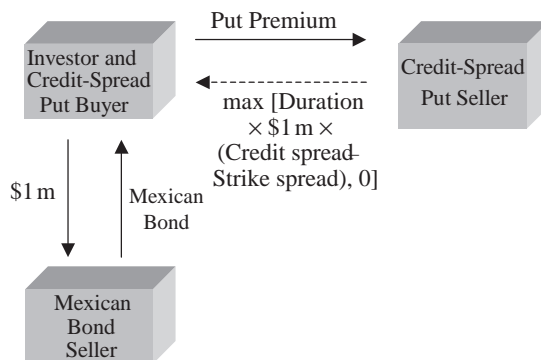 Put Premium
Investor and
Credit-Spread
Put Buyer
Credit-Spread
Put Seller
max [Duration
× $1 m ×
(Credit spread–
Strike spread), 0]
$1 m
Mexican
Bond
Mexican
Bond
Seller